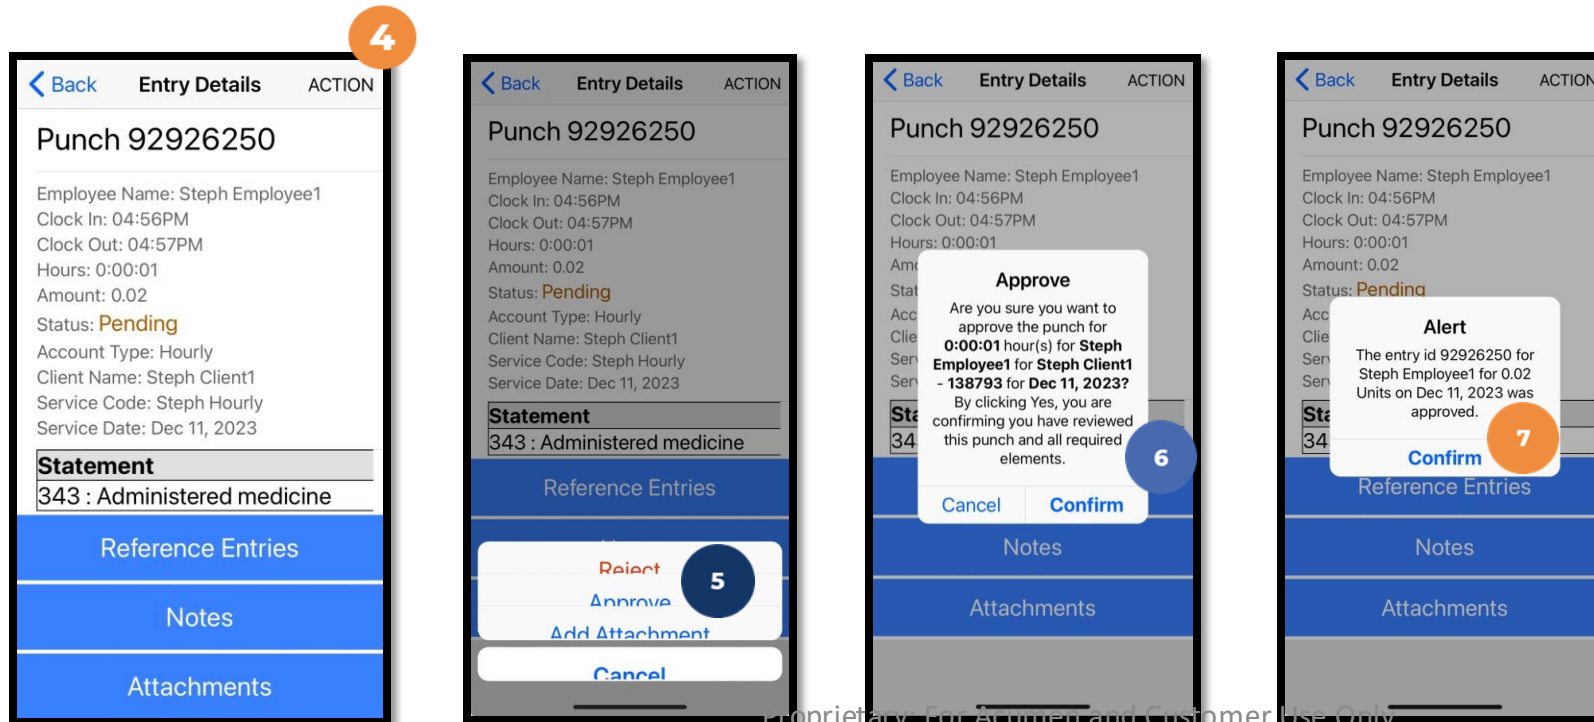 4
Back Entry Details ACTION
Punch 92926250
Employee Name: Steph Employee1
Clock In: 04:56PM
Clock Out: 04:57PM
Hours: 0:00:01
Amount: 0.02
Status: Pending
Account Type: Hourly
Client Name: Steph Client1
Service Code: Steph Hourly
Service Date: Dec 11, 2023
Statement
343 : Administered medicine
Reference Entries
Notes
Attachments
Back Entry Details ACTION
Punch 92926250
Employee Name: Steph Employee1
Clock In: 04:56PM
Clock Out: 04:57PM
Hours: 0:00:01
Amount: 0.02
Status: Pending
Account Type: Hourly
Client Name: Steph Client1
Service Code: Steph Hourly
Service Date: Dec 11, 2023
Statement
343 : Administered medicine
Reference Entries
Reject
5
Approve
Add Attachment
Cancel
Back Entry Details ACTION
Punch 92926250
Employee Name: Steph Employee1
Clock In: 04:56PM
Clock Out: 04:57PM
Hours: 0:00:01
Approve
Are you sure you want to
approve the punch for
0:00:01 hour(s) for Steph
Employee1 for Steph Client1
- 138793 for Dec 11, 2023?
By clicking Yes, you are
confirming you have reviewed
this punch and all required
elements.
6
Cancel Confirm
Notes
Attachments
Back Entry Details ACTION
Punch 92926250
Employee Name: Steph Employee1
Clock In: 04:56PM
Clock Out: 04:57PM
Hours: 0:00:01
Amount: 0.02
Status: Pending
Alert
The entry id 92926250 for
Steph Employee1 for 0.02
Units on Dec 11, 2023 was
approved.
7
Confirm
Reference Entries
Notes
Attachments
Proprietary: For Acumen and Customer Use Only